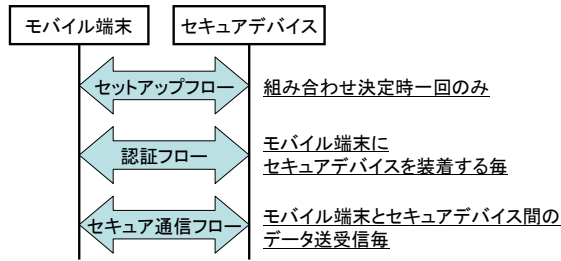 モバイル端末
セキュアデバイス
セットアップフロー
組み合わせ決定時一回のみ
認証フロー
モバイル端末に
セキュアデバイスを装着する毎
セキュア通信フロー
モバイル端末とセキュアデバイス間の
データ送受信毎